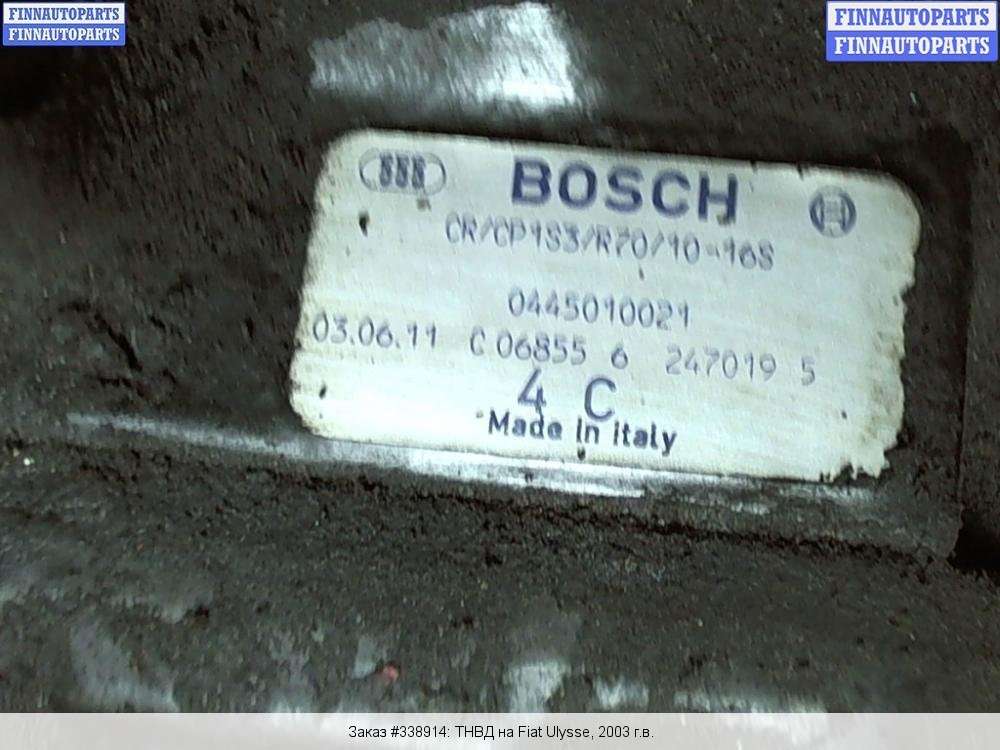 FINNAUTOPARTS
FINNAUTOPARTS
FINNAUTOPARTS
FINNAUTOPARTS
BOSCH
CR/CP1S3/R70/10-16S
0445010021
03.06.11 C 06855 6 247019 5
4 C
Made in Italy
Заказ #338914: ТНВД на Fiat Ulysse, 2003 г.в.